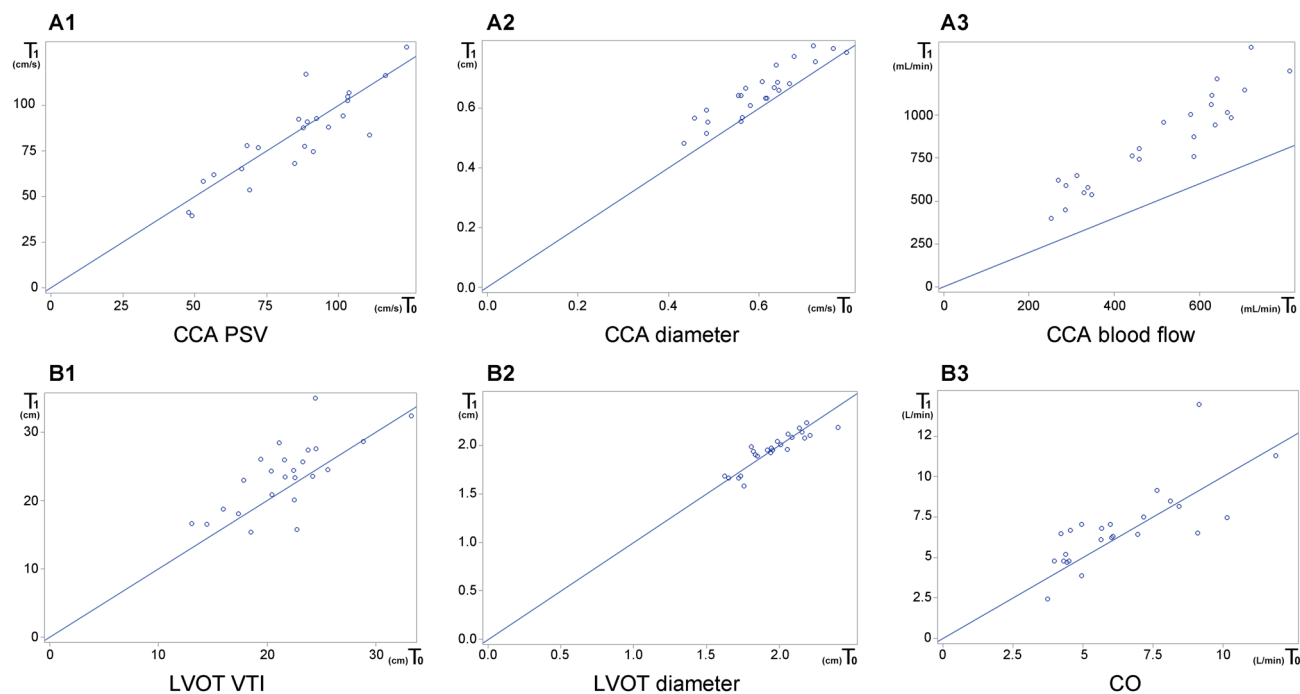 A1
T1
(cm/s)
100
75
50
25
0
0 25 50 75 100 (cm/s) T0
CCA PSV
A2
T1
(cm)
0.6
0.4
0.2
0.0
0.0 0.2 0.4 0.6 (cm/s) T0
CCA diameter
A3
T1
(mL/min)
1000
750
500
250
0
0 200 400 600 (mL/min) T0
CCA blood flow
B1
T1
(cm)
30
20
10
0
0 10 20 30 (cm) T0
LVOT VTI
B2
T1
(cm)
2.0
1.5
1.0
0.5
0.0
0.0 0.5 1.0 1.5 2.0 (cm) T0
LVOT diameter
B3
T1
(L/min)
12
10
7.5
5
2.5
0
0 2.5 5 7.5 10 (L/min) T0
CO